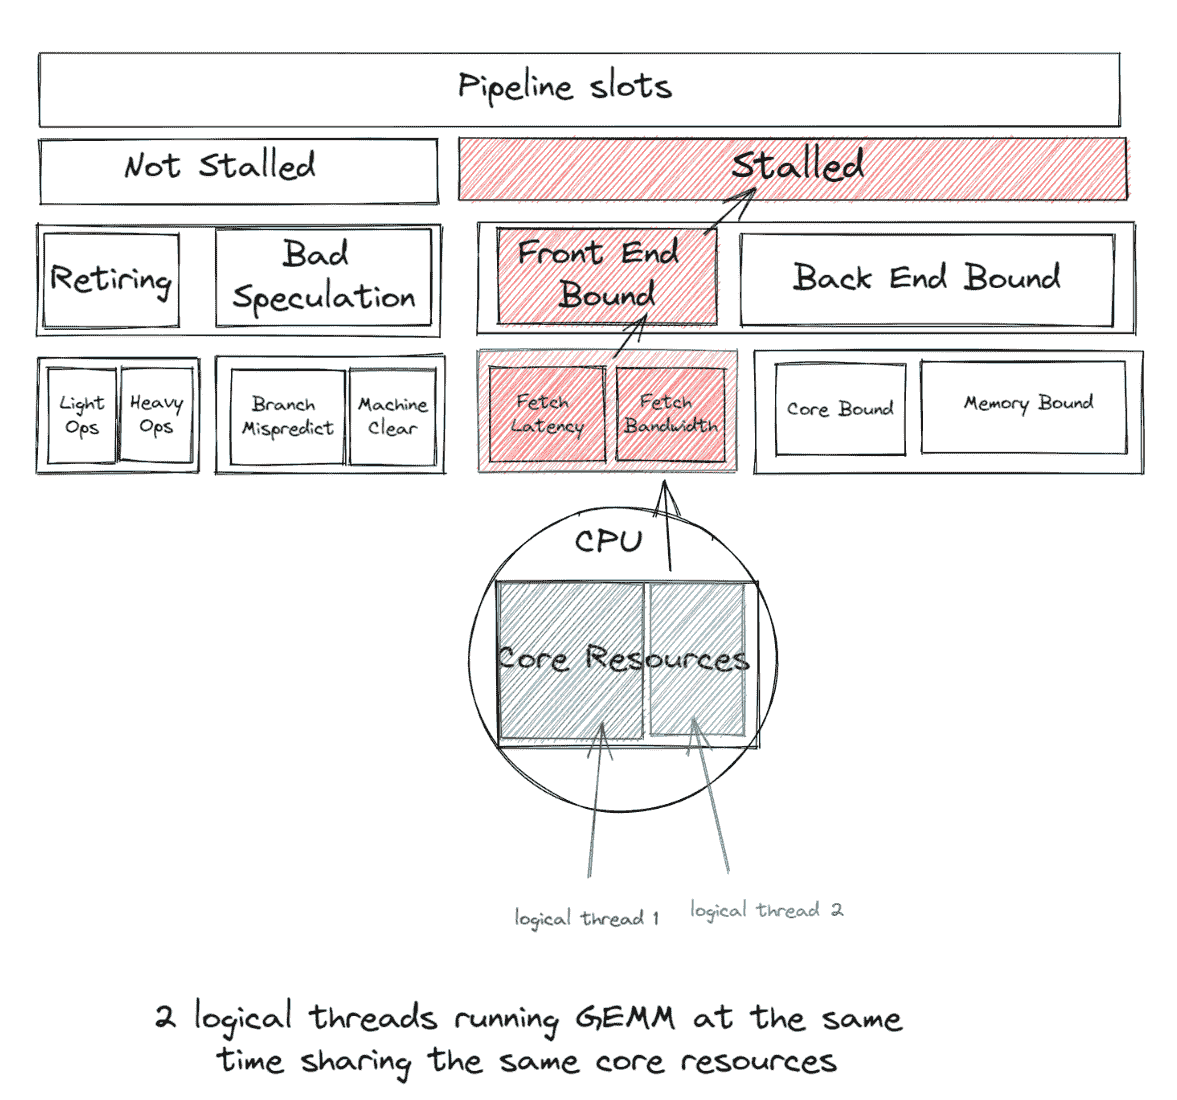 Pipeline slots
Not Stalled
Stalled
Retiring
Bad
Speculation
Front End
Bound
Back End Bound
Light
Ops
Heavy
Ops
Branch
Mispredict
Machine
Clear
Fetch
Latency
Fetch
Bandwidth
Core Bound
Memory Bound
CPU
Core Resources
logical thread 1
logical thread 2
2 logical threads running GEMM at the same
time sharing the same core resources